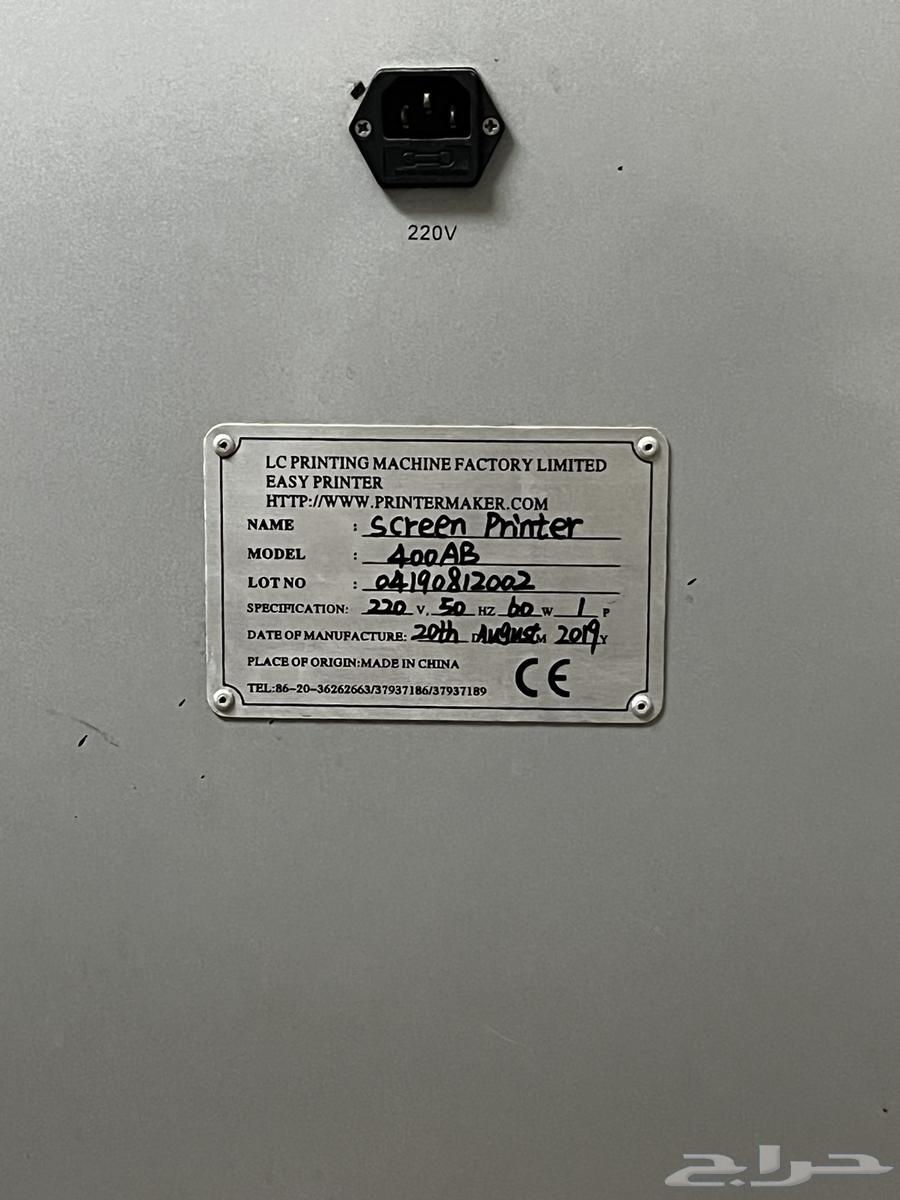 220V
LC PRINTING MACHINE FACTORY LIMITED
EASY PRINTER
HTTP://WWW.PRINTERMAKER.COM
NAME : Screen Printer
MODEL : 400AB
LOT NO : 04190812002
SPECIFICATION: 220 V. 50 HZ 60 W 1 P
DATE OF MANUFACTURE: 20th D August M 2019 Y
PLACE OF ORIGIN:MADE IN CHINA
CE
TEL:86-20-36262663/37937186/37937189
حراج